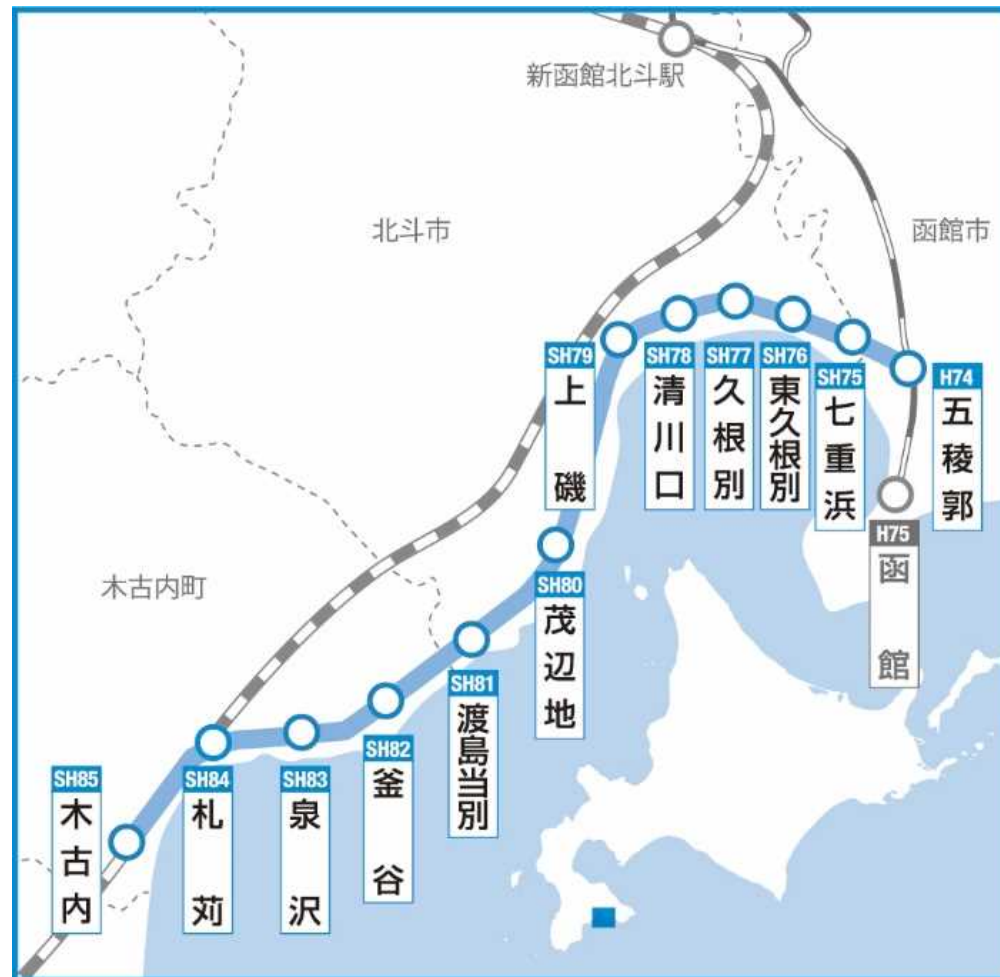 新函館北斗駅
北斗市
函館市
木古内町
SH79
上磯
SH78
清川口
SH77
久根別
SH76
東久根別
SH75
七重浜
H74
五稜郭
H75
函館
SH80
茂辺地
SH81
渡島当別
SH82
釜谷
SH83
泉沢
SH84
札苅
SH85
木古内